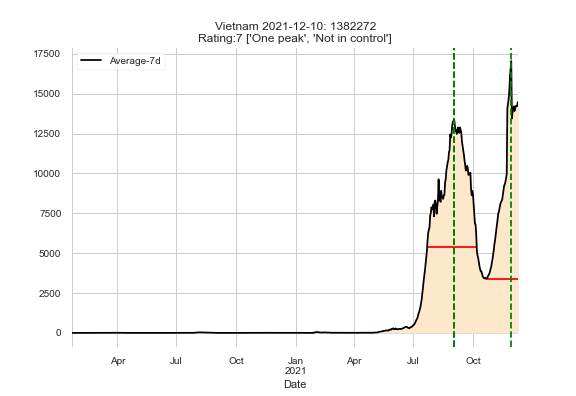 Vietnam 2021-12-10: 1382272
Rating:7 ['One peak', 'Not in control']
Average-7d
17500
15000
12500
10000
7500
5000
2500
0
Apr Jul Oct Jan Apr Jul Oct
2021
Date